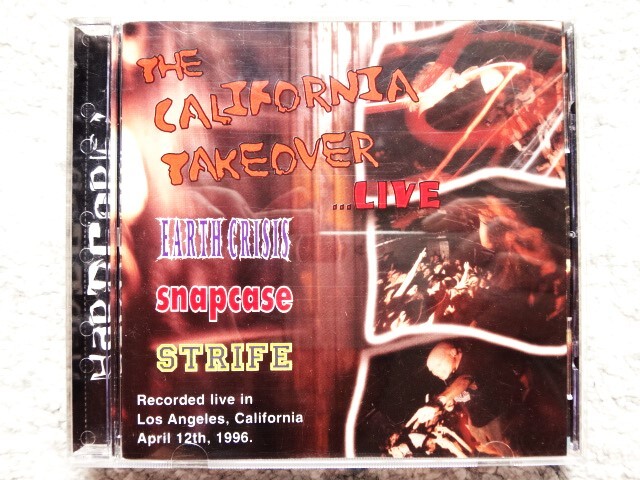 THE
CALIFORNIA
TAKEOVER
...LIVE
EARTH CRISIS
snapcase
STRIFE
Recorded live in
Los Angeles, California
April 12th, 1996.